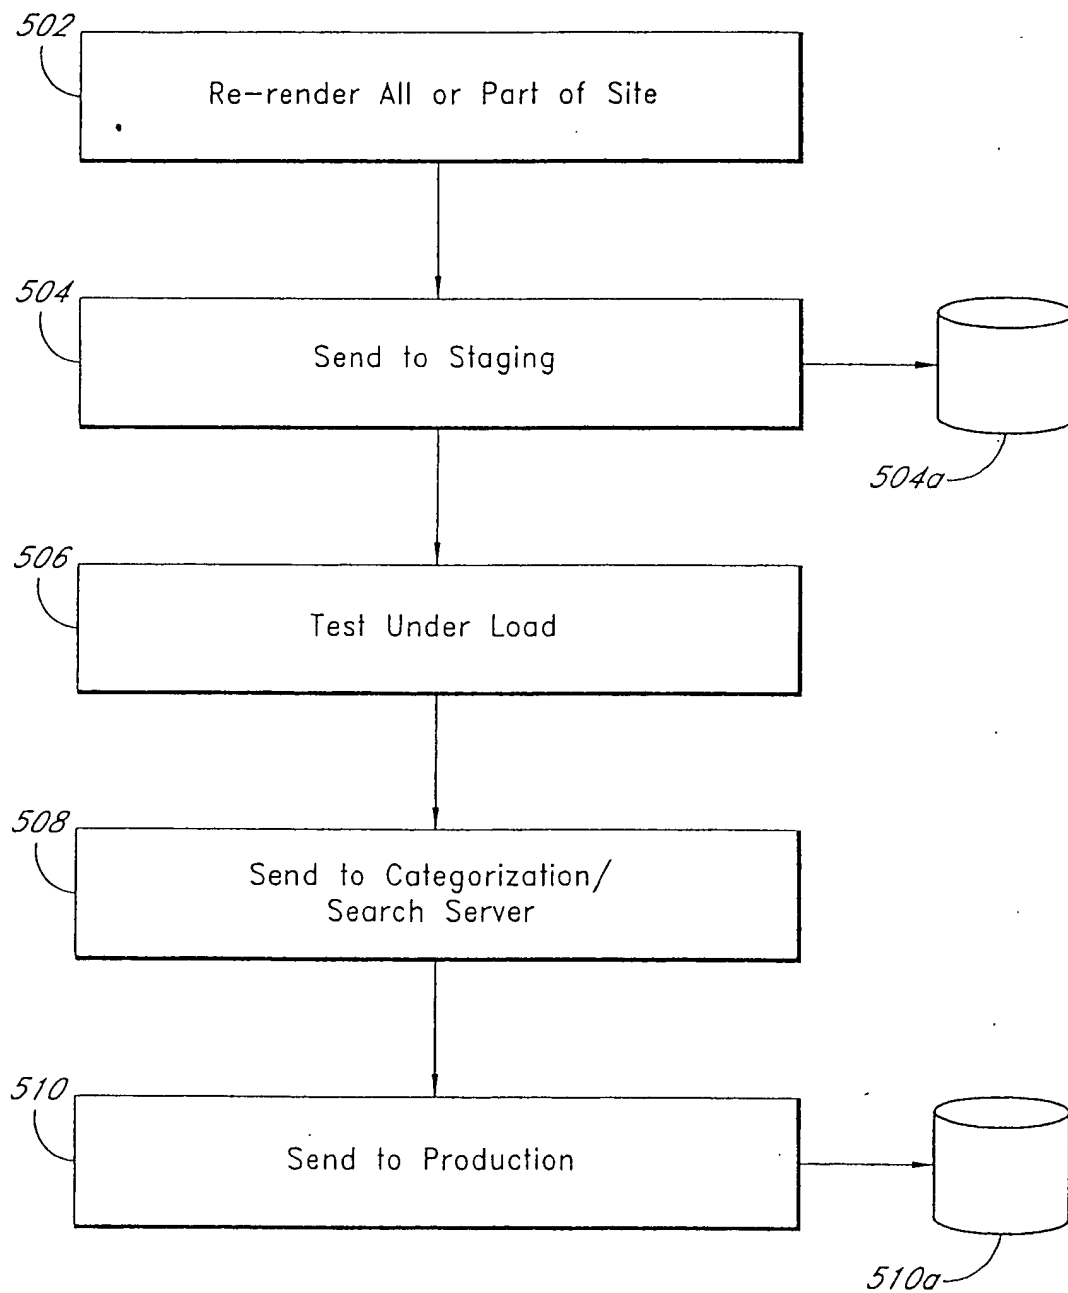 502
Re-render All or Part of Site
504
Send to Staging
504a
506
Test Under Load
508
Send to Categorization/
Search Server
510
Send to Production
510a